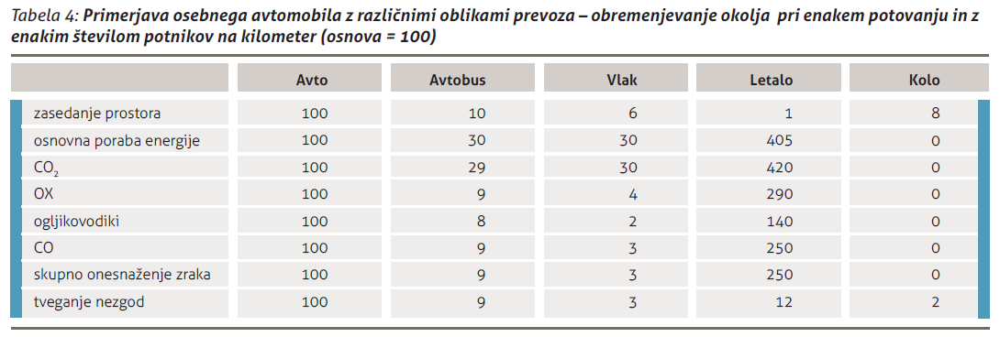 Tabela 4: Primerjava osebnega avtomobila z različnimi oblikami prevoza – obremenjevanje okolja pri enakem potovanju in z
enakim številom potnikov na kilometer (osnova = 100)
Avto Avtobus Vlak Letalo Kolo
zasedanje prostora 100 10 6 1 8
osnovna poraba energije 100 30 30 405 0
CO₂ 100 29 30 420 0
OX 100 9 4 290 0
ogljikovodiki 100 8 2 140 0
CO 100 9 3 250 0
skupno onesnaženje zraka 100 9 3 250 0
tveganje nezgod 100 9 3 12 2